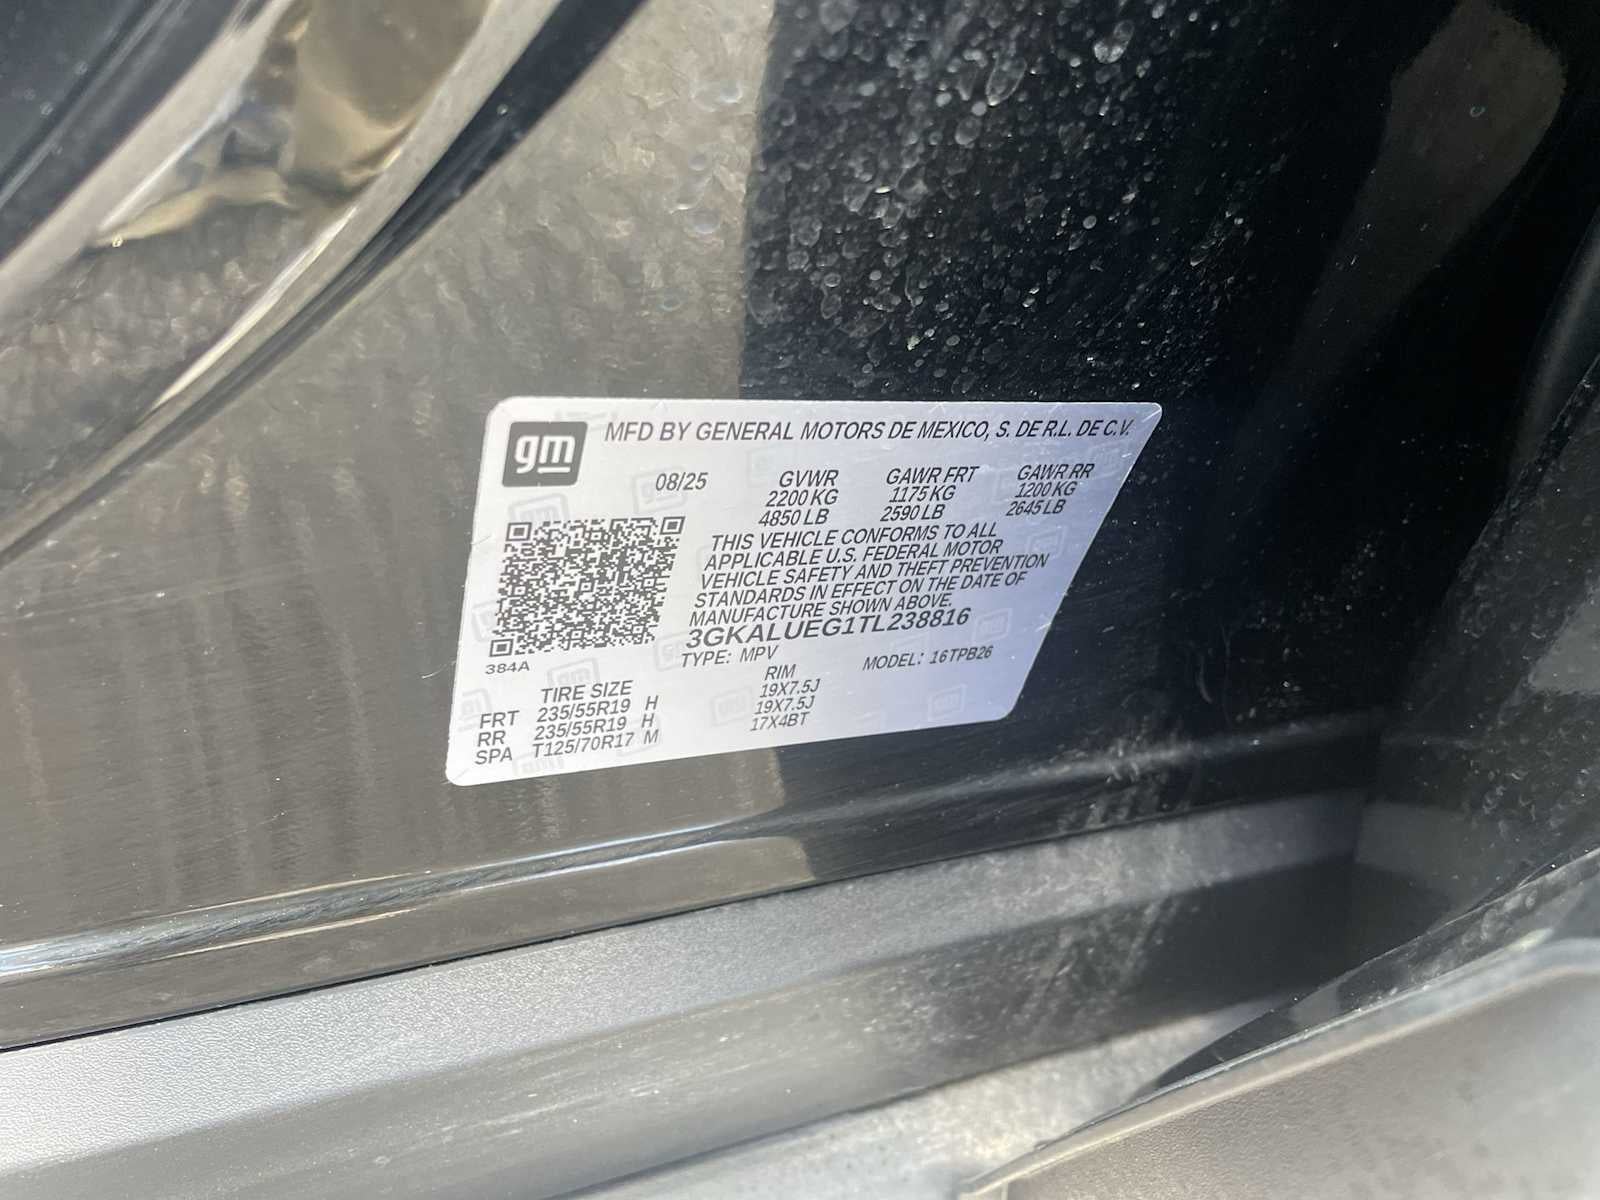 gm MFD BY GENERAL MOTORS DE MEXICO, S. DE R.L. DE C.V.
08/25 GVWR GAWR FRT GAWR RR
2200 KG 1175 KG 1200 KG
4850 LB 2590 LB 2645 LB
THIS VEHICLE CONFORMS TO ALL
APPLICABLE U.S. FEDERAL MOTOR
VEHICLE SAFETY AND THEFT PREVENTION
STANDARDS IN EFFECT ON THE DATE OF
MANUFACTURE SHOWN ABOVE.
3GKALUEG1TL238816
384A TYPE: MPV MODEL: 16TPB26
TIRE SIZE RIM
FRT 235/55R19 H 19X7.5J
RR 235/55R19 H 19X7.5J
SPA T125/70R17 M 17X4BT